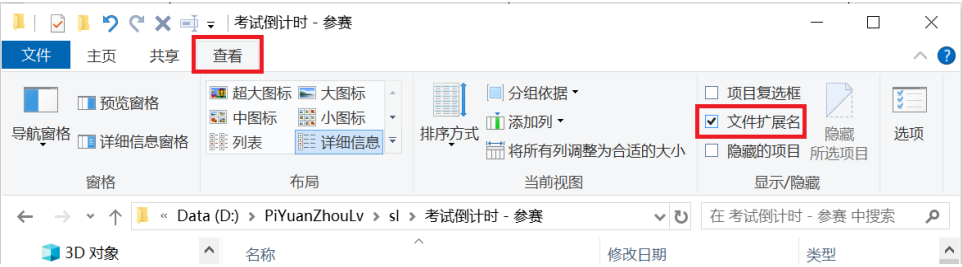 考试倒计时 - 参赛
文件 主页 共享 查看
预览窗格 超大图标 大图标 分组依据 项目复选框
中图标 小图标 添加列 文件扩展名
导航窗格 详细信息窗格 列表 详细信息 排序方式 将所有列调整为合适的大小 隐藏的项目 隐藏所选项目 选项
窗格 布局 当前视图 显示/隐藏
« Data (D:) > PiYuanZhouLv > sl > 考试倒计时 - 参赛 在 考试倒计时 - 参赛 中搜索
3D 对象 名称 修改日期 类型